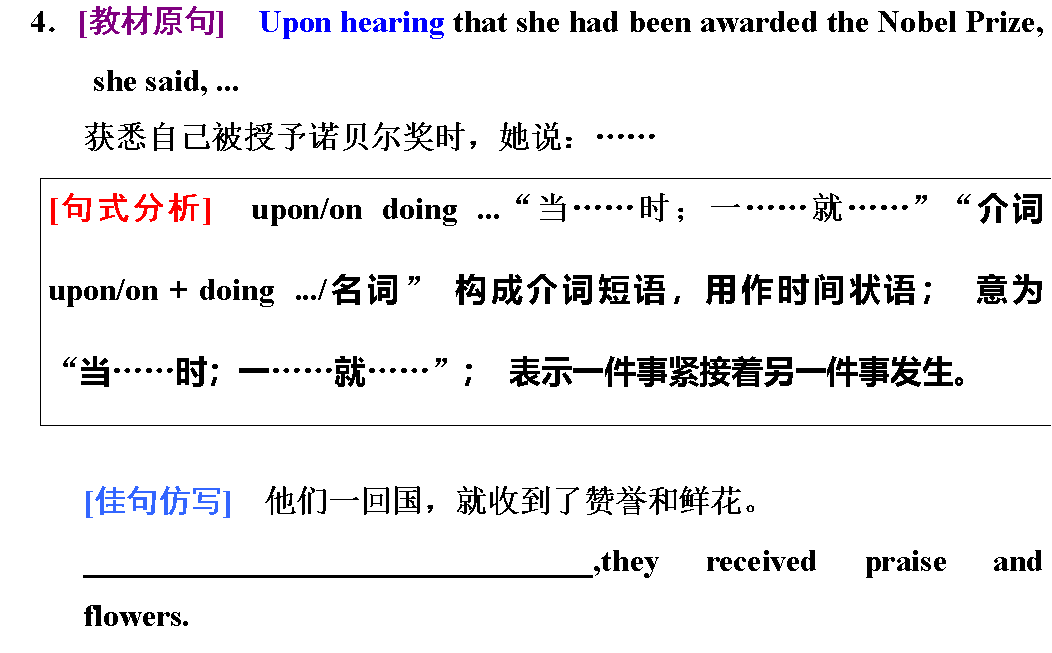 4. [教材原句] Upon hearing that she had been awarded the Nobel Prize,
she said, ...
获悉自己被授予诺贝尔奖时，她说：……
[句式分析] upon/on doing ...“当……时；一……就……”“介词
upon/on + doing .../名词” 构成介词短语，用作时间状语； 意为
“当……时；一……就……”； 表示一件事紧接着另一件事发生。
[佳句仿写] 他们一回国，就收到了赞誉和鲜花。
________________________________,they received praise and
flowers.